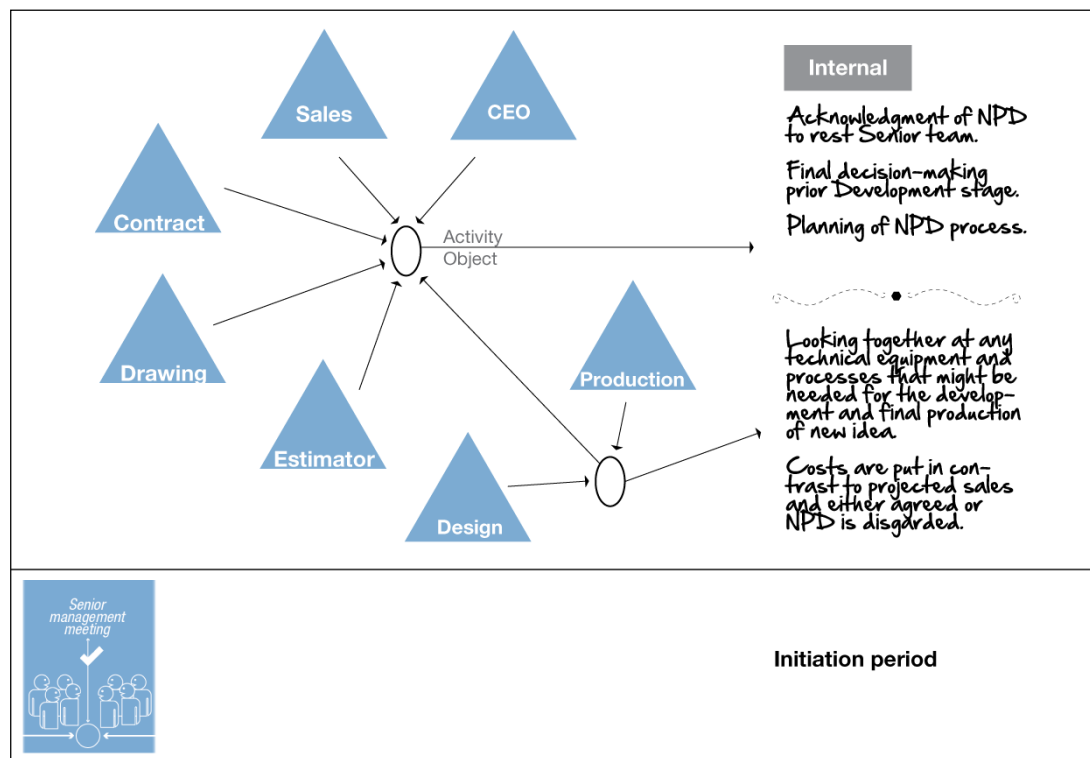 Sales
CEO
Contract
Drawing
Estimator
Activity
Object
Production
Design
Internal
Acknowledgment of NPD
to rest Senior team.
Final decision-making
prior Development stage.
Planning of NPD process.
Looking together at any
technical equipment and
processes that might be
needed for the develop-
ment and final production
of new idea.
Costs are put in con-
trast to projected sales
and either agreed or
NPD is disgarded.
Senior
management
meeting
Initiation period